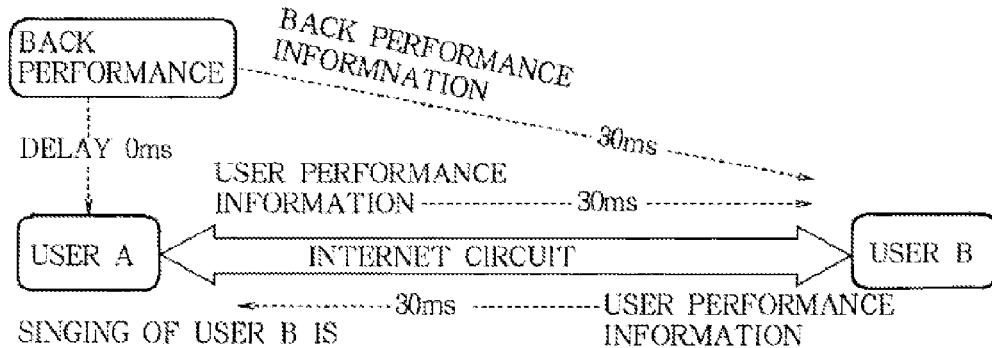 BACK
PERFORMANCE
BACK PERFORMANCE
INFORMNATION
30ms
DELAY 0ms
USER PERFORMANCE
INFORMATION
30ms
USER A
INTERNET CIRCUIT
USER B
30ms
USER PERFORMANCE
INFORMATION
SINGING OF USER B IS